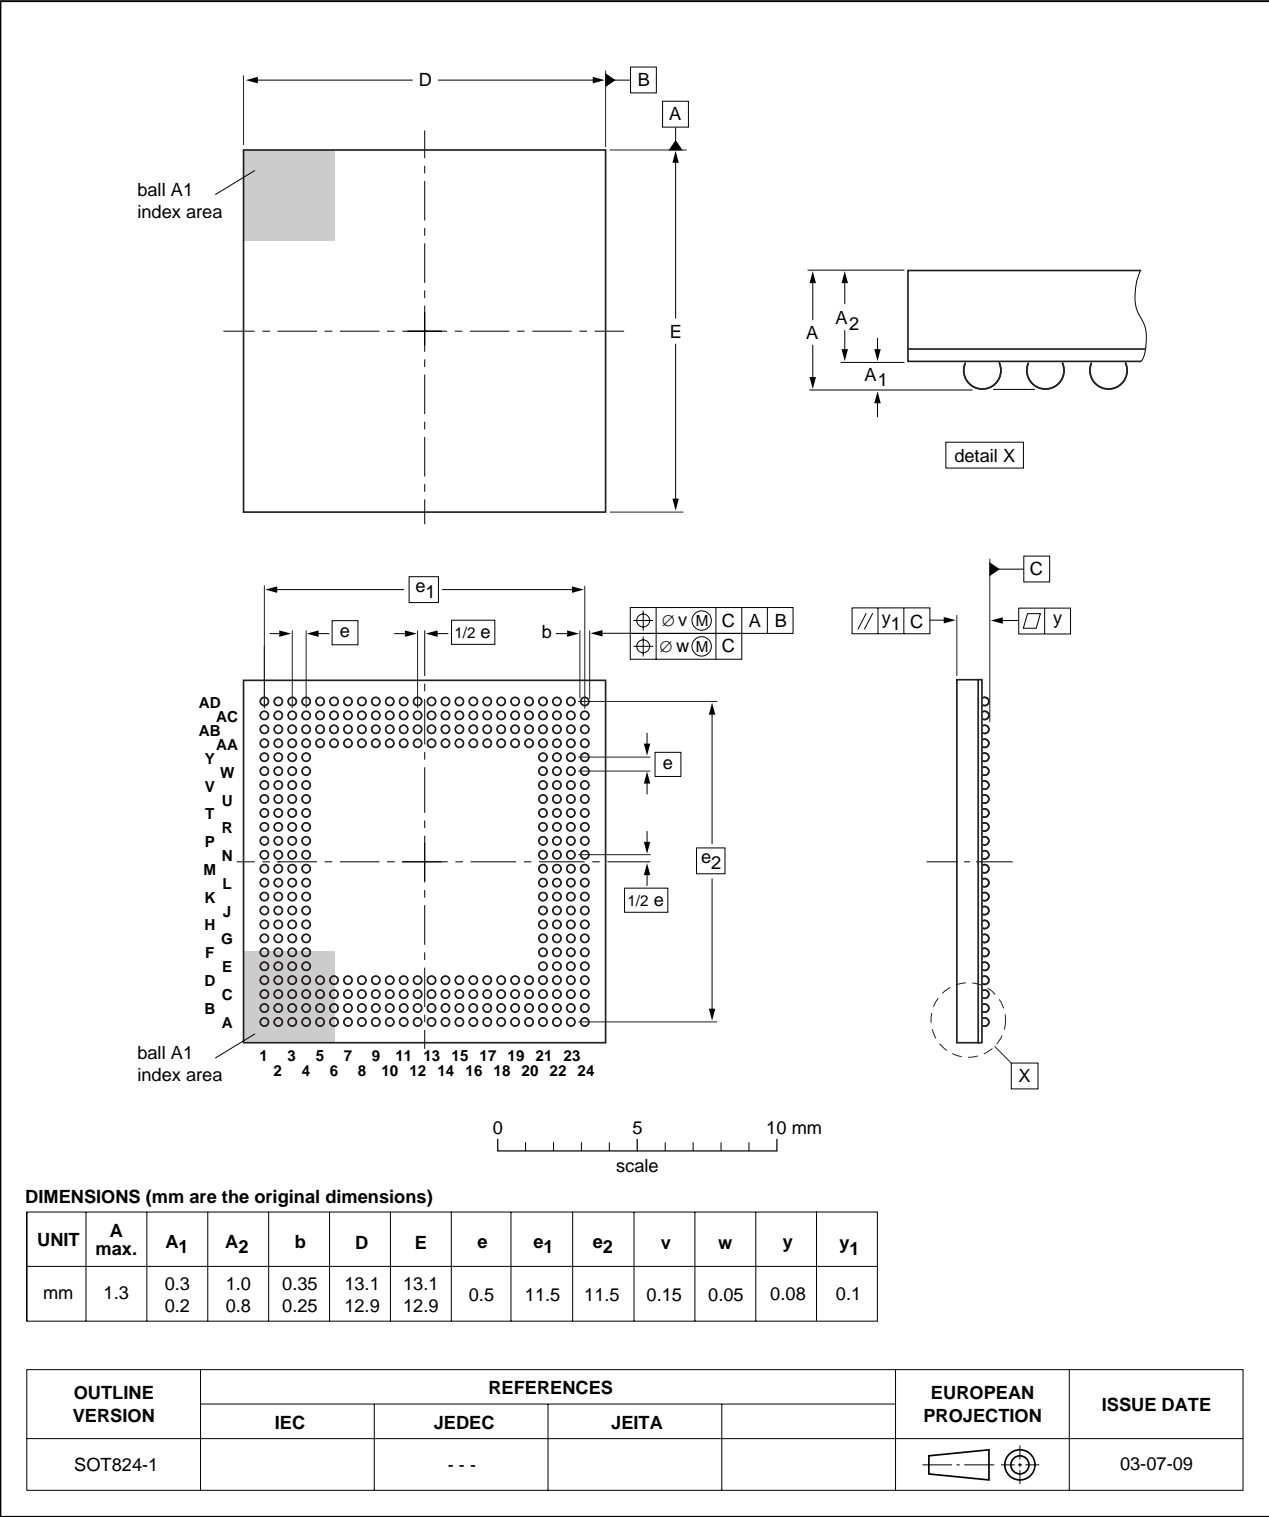 D
B
A
ball A1
index area
E
A
A2
A1
detail X
e1
e
1/2 e
b
⌖ ⌀ v Ⓜ C A B
⌖ ⌀ w Ⓜ C
// y1 C
C
▱ y
AD
AC
AB
AA
Y
W
V
U
T
R
P
N
M
L
K
J
H
G
F
E
D
C
B
A
e
e2
1/2 e
ball A1
index area
1 3 5 7 9 11 13 15 17 19 21 23
2 4 6 8 10 12 14 16 18 20 22 24
X
0 5 10 mm
scale
DIMENSIONS (mm are the original dimensions)
UNIT A max. A1 A2 b D E e e1 e2 v w y y1
mm 1.3 0.3 0.2 1.0 0.8 0.35 0.25 13.1 12.9 13.1 12.9 0.5 11.5 11.5 0.15 0.05 0.08 0.1
OUTLINE VERSION REFERENCES EUROPEAN PROJECTION ISSUE DATE
IEC JEDEC JEITA
SOT824-1 - - - 03-07-09